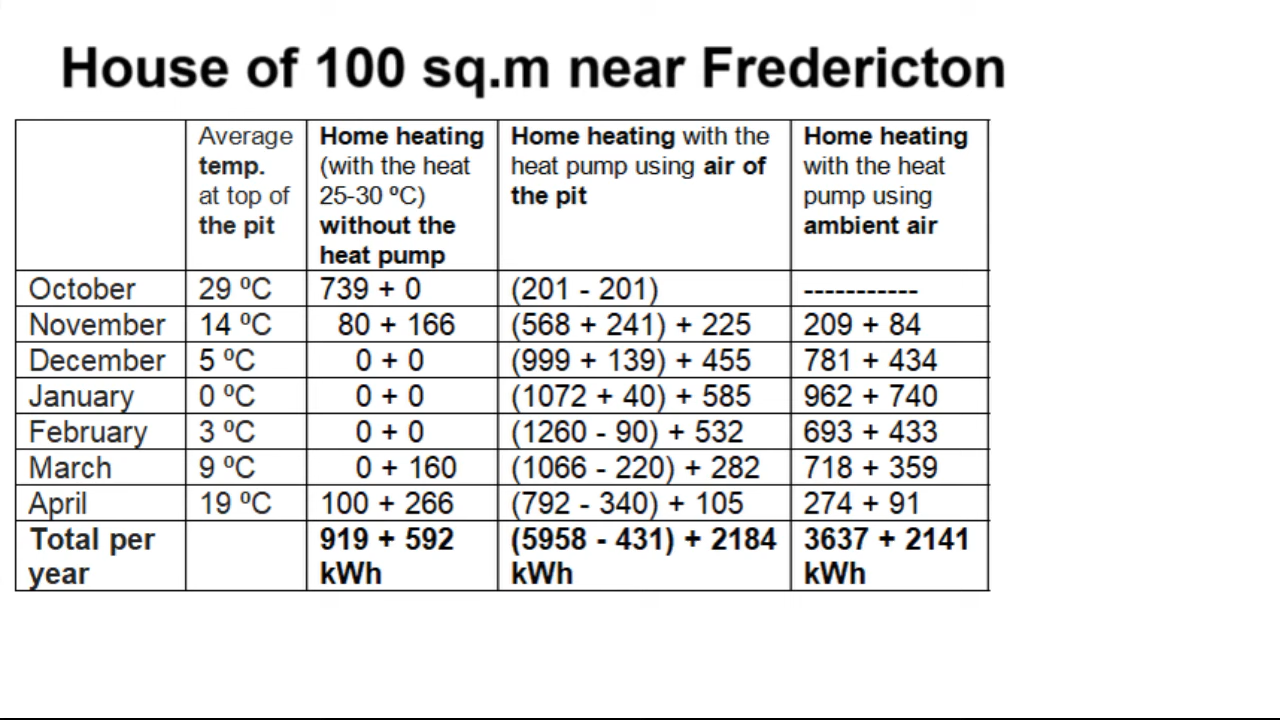 House of 100 sq.m near Fredericton
Average temp. at top of the pit | Home heating (with the heat 25-30 ºC) without the heat pump | Home heating with the heat pump using air of the pit | Home heating with the heat pump using ambient air
October | 29 ºC | 739 + 0 | (201 - 201) | -----------
November | 14 ºC | 80 + 166 | (568 + 241) + 225 | 209 + 84
December | 5 ºC | 0 + 0 | (999 + 139) + 455 | 781 + 434
January | 0 ºC | 0 + 0 | (1072 + 40) + 585 | 962 + 740
February | 3 ºC | 0 + 0 | (1260 - 90) + 532 | 693 + 433
March | 9 ºC | 0 + 160 | (1066 - 220) + 282 | 718 + 359
April | 19 ºC | 100 + 266 | (792 - 340) + 105 | 274 + 91
Total per year | | 919 + 592 kWh | (5958 - 431) + 2184 kWh | 3637 + 2141 kWh